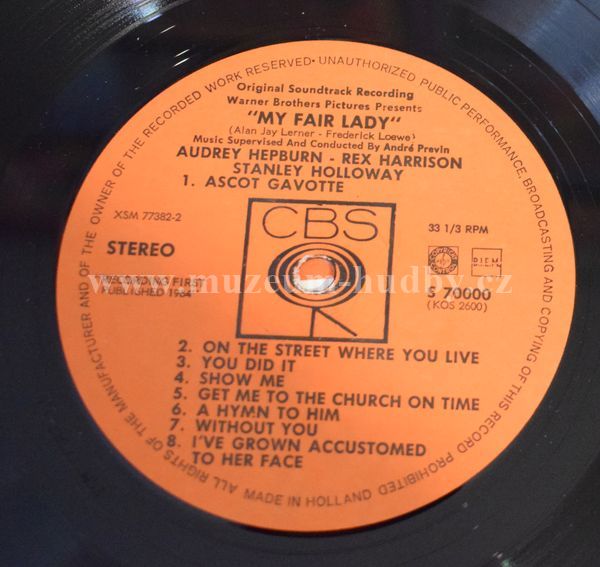 ALL RIGHTS OF THE MANUFACTURER AND OF THE OWNER OF THE RECORDED WORK RESERVED • UNAUTHORIZED PUBLIC PERFORMANCE, BROADCASTING AND COPYING OF THIS RECORD PROHIBITED
Original Soundtrack Recording
Warner Brothers Pictures Presents
"MY FAIR LADY"
(Alan Jay Lerner - Frederick Loewe)
Music Supervised And Conducted By André Previn
AUDREY HEPBURN - REX HARRISON
STANLEY HOLLOWAY
1. ASCOT GAVOTTE
XSM 77382-2
CBS
33 1/3 RPM
STEREO
BIEM
www.muzeum-hudby.cz
RECORDING FIRST
PUBLISHED 1964
S 70000
(KOS 2600)
2. ON THE STREET WHERE YOU LIVE
3. YOU DID IT
4. SHOW ME
5. GET ME TO THE CHURCH ON TIME
6. A HYMN TO HIM
7. WITHOUT YOU
8. I'VE GROWN ACCUSTOMED
TO HER FACE
MADE IN HOLLAND